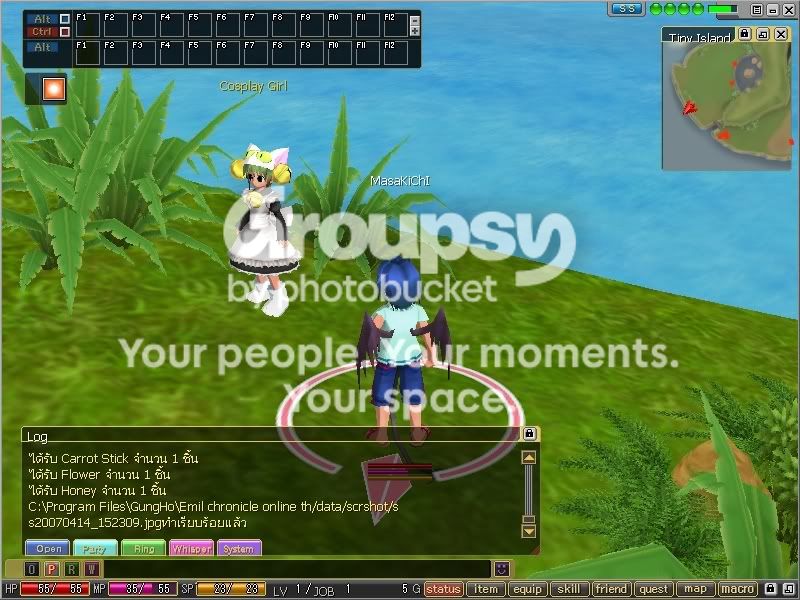 Alt F1 F2 F3 F4 F5 F6 F7 F8 F9 F10 F11 F12
Ctrl
Alt F1 F2 F3 F4 F5 F6 F7 F8 F9 F10 F11 F12
SS
Tiny Island
Cosplay Girl
MasaKiChI
Groupsy
by photobucket
Your people. Your moments.
Your space.
Log
ได้รับ Carrot Stick จำนวน 1 ชิ้น
ได้รับ Flower จำนวน 1 ชิ้น
ได้รับ Honey จำนวน 1 ชิ้น
C:\Program Files\GungHo\Emil chronicle online th/data/scrshot/s
s20070414_152309.jpgทำเรียบร้อยแล้ว
Open Party Ring Whisper System
O P R W
HP 55/ 55 MP 35/ 55 SP 23/ 23 LV 1/JOB 1 5 G status item equip skill friend quest map macro